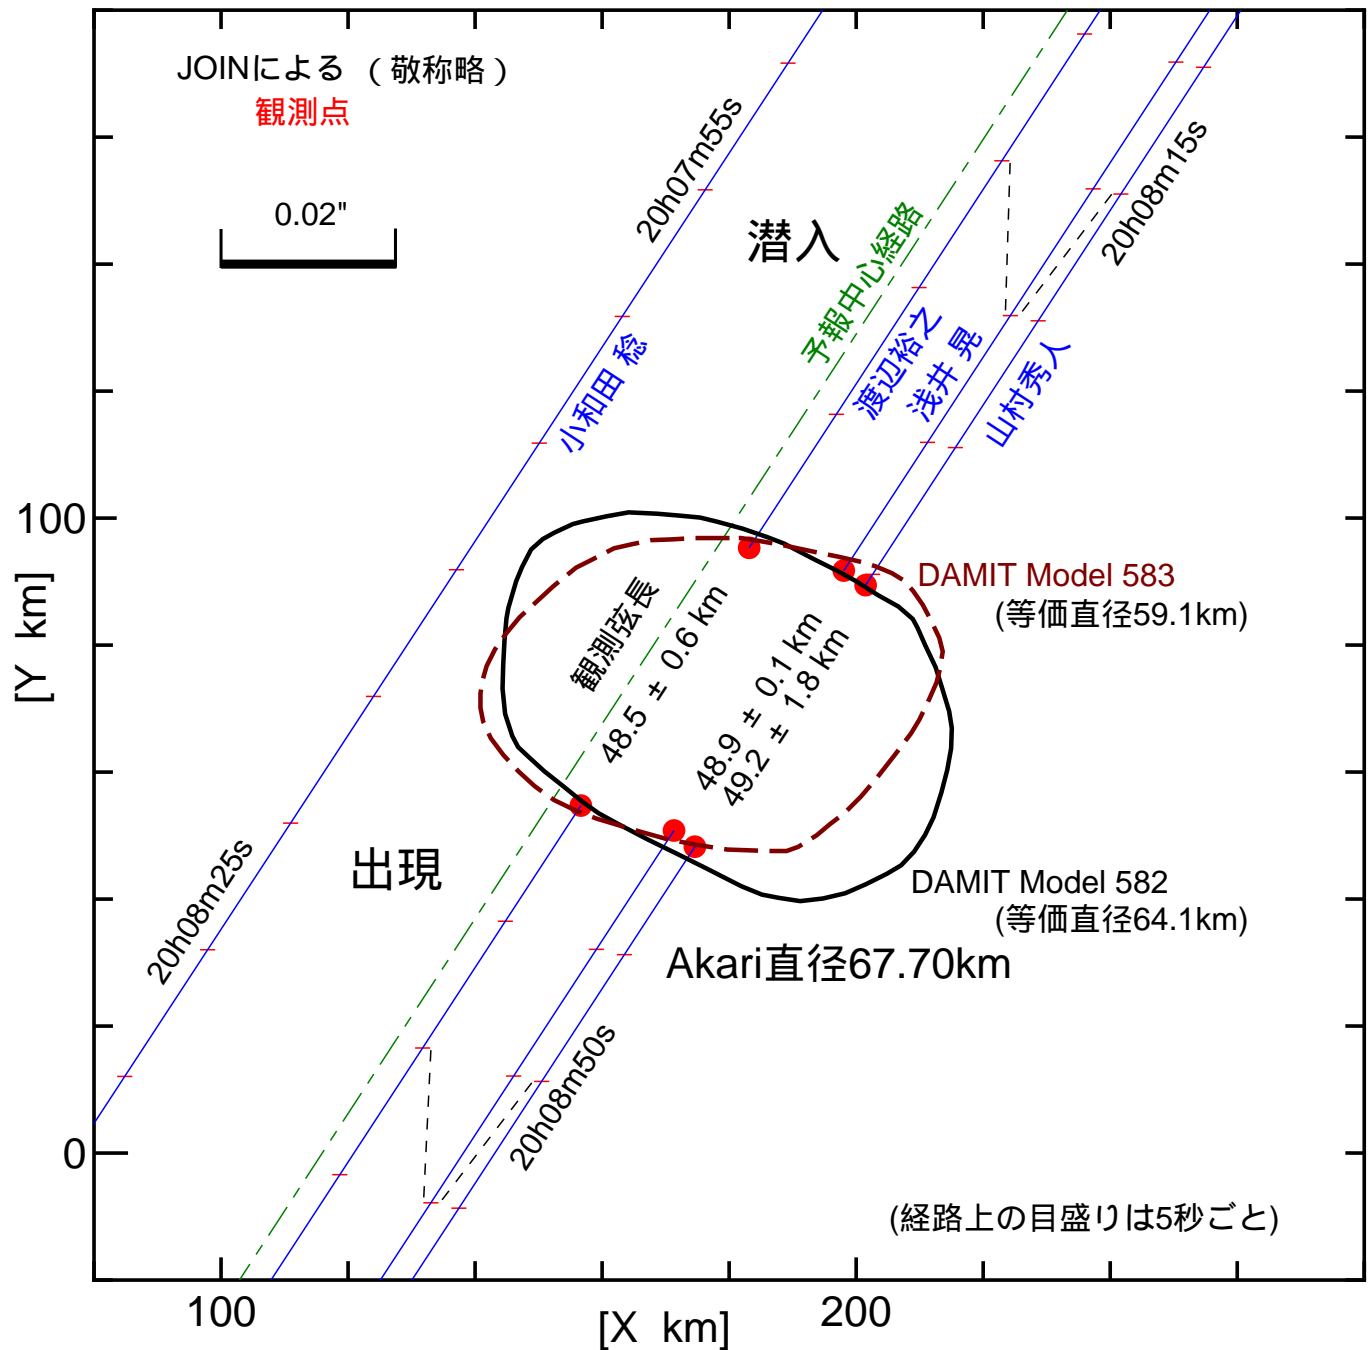 JOINによる （敬称略）
観測点
0.02"
20h07m55s
潜入
予報中心経路
20h08m15s
小和田 稔
渡辺裕之
浅井 晃
山村秀人
100
[Y km]
0
観測弦長
48.5 ± 0.6 km
48.9 ± 0.1 km
49.2 ± 1.8 km
DAMIT Model 583
(等価直径59.1km)
出現
DAMIT Model 582
(等価直径64.1km)
20h08m25s
Akari直径67.70km
20h08m50s
(経路上の目盛りは5秒ごと)
100
200
[X km]